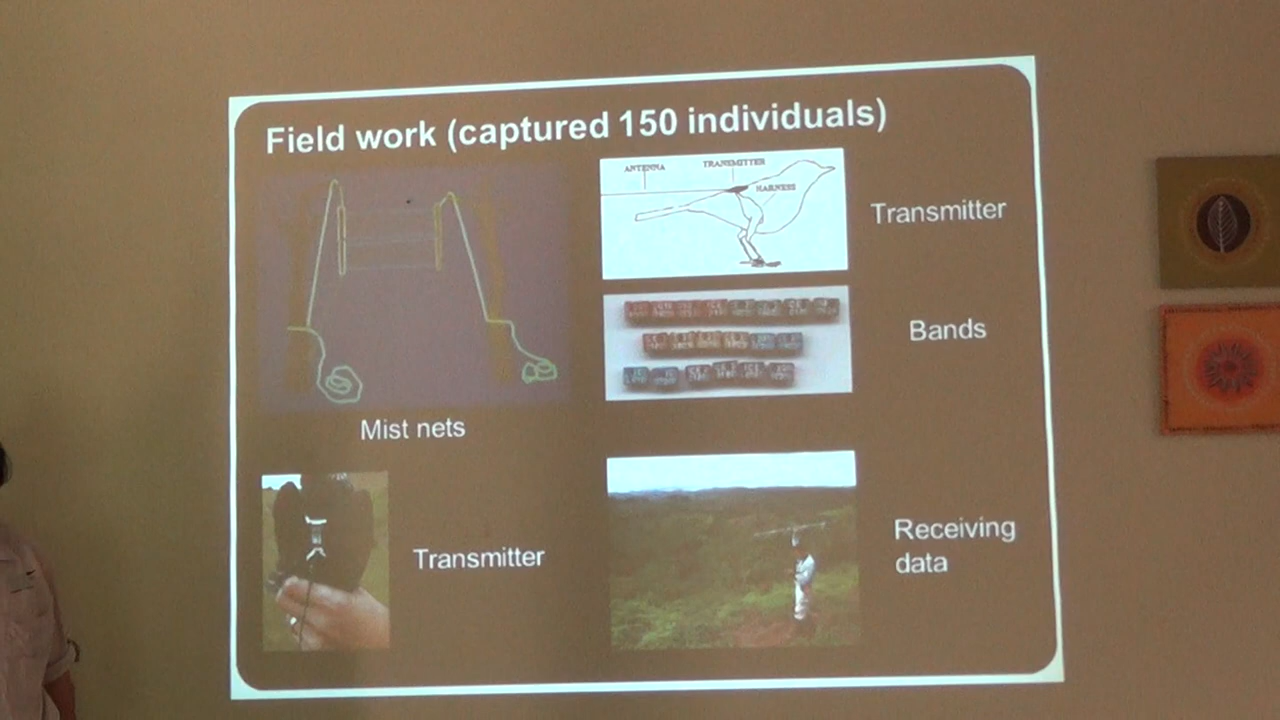 Field work (captured 150 individuals)
ANTENNA
TRANSMITTER
HARNESS
Transmitter
Bands
Mist nets
Transmitter
Receiving
data